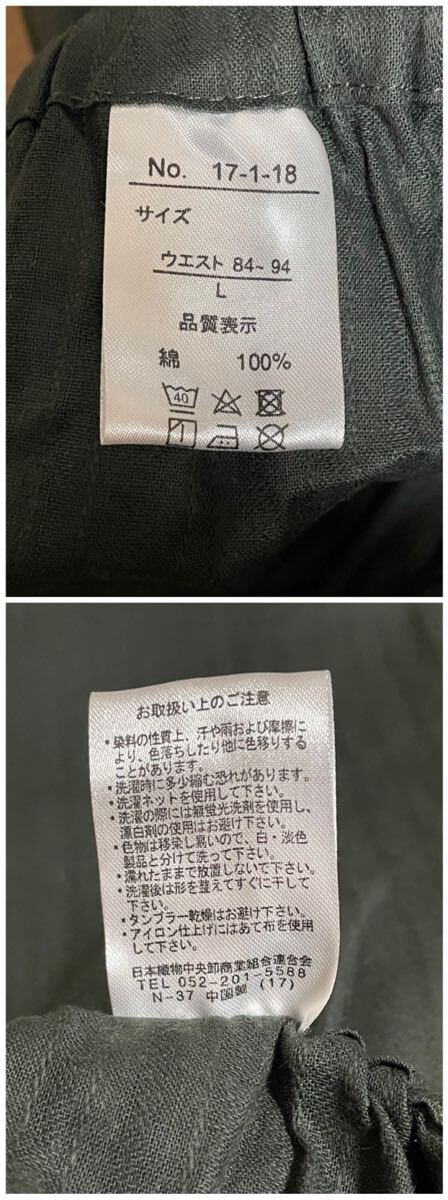 No. 17-1-18
サイズ
ウエスト 84~ 94
L
品質表示
綿 100%
40
お取扱い上のご注意
・染料の性質上、汗や雨および摩擦に
より、色落ちしたり他に色移りする
ことがあります。
・洗濯時に多少縮む恐れがあります。
・洗濯ネットを使用して下さい。
・洗濯の際には無蛍光洗剤を使用し、
漂白剤の使用はお避け下さい。
・色物は移染し易いので、白・淡色
製品と分けて洗って下さい。
・濡れたままで放置しないで下さい。
・洗濯後は形を整えてすぐに干して
下さい。
・タンブラー乾燥はお避け下さい。
・アイロン仕上げにはあて布を使用
して下さい。
日本織物中央卸商業組合連合会
TEL 052-201-5588
N-37 中国製 (17)